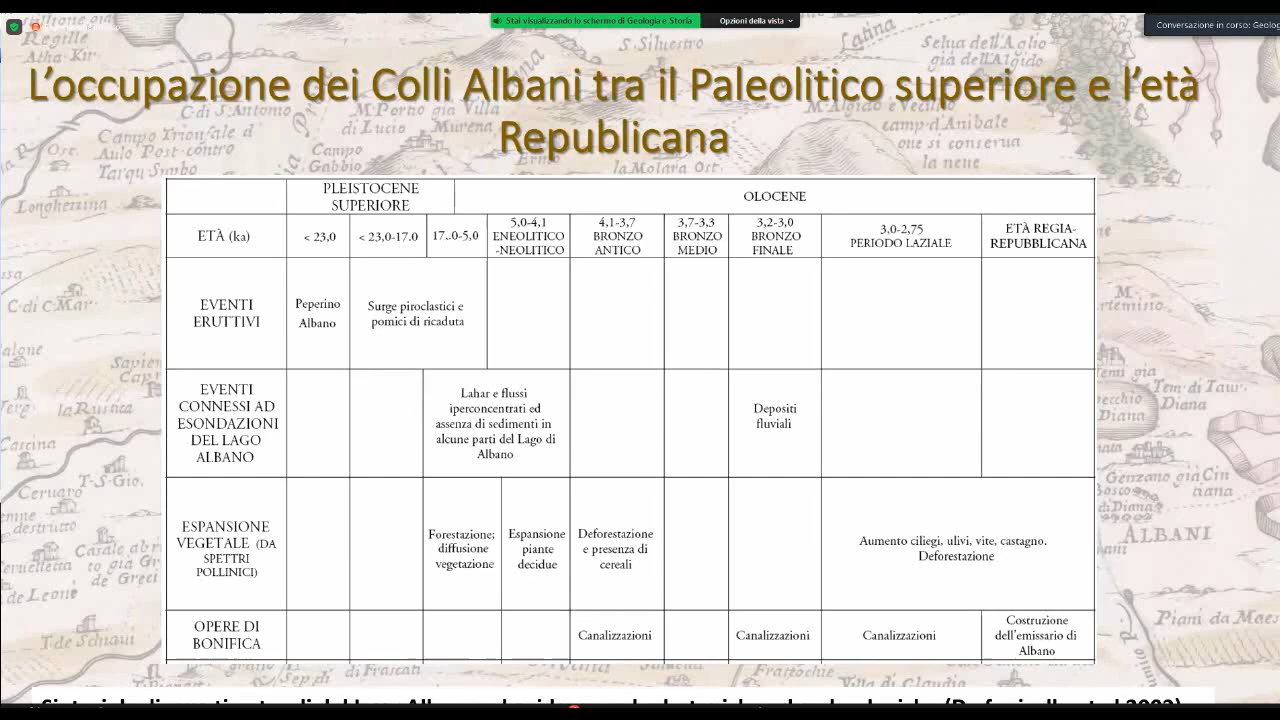 Stai visualizzando lo schermo di Geologia e Storia
Opzioni della vista
Conversazione in corso: Geolog
L'occupazione dei Colli Albani tra il Paleolitico superiore e l'età
Republicana
PLEISTOCENE
SUPERIORE
OLOCENE
ETÀ (ka)
< 23,0
< 23,0-17.0
17,.0-5,0
5,0-4,1
ENEOLITICO
-NEOLITICO
4,1-3,7
BRONZO
ANTICO
3,7-3,3
BRONZO
MEDIO
3,2-3,0
BRONZO
FINALE
3,0-2,75
PERIODO LAZIALE
ETÀ REGIA-
REPUBBLICANA
EVENTI
ERUTTIVI
Peperino
Albano
Surge piroclastici e
pomici di ricaduta
EVENTI
CONNESSI AD
ESONDAZIONI
DEL LAGO
ALBANO
Lahar e flussi
iperconcentrati ed
assenza di sedimenti in
alcune parti del Lago di
Albano
Depositi
fluviali
ESPANSIONE
VEGETALE (DA
SPETTRI
POLLINICI)
Forestazione;
diffusione
vegetazione
Espansione
piante
decidue
Deforestazione
e presenza di
cereali
Aumento ciliegi, ulivi, vite, castagno.
Deforestazione
OPERE DI
BONIFICA
Canalizzazioni
Canalizzazioni
Canalizzazioni
Costruzione
dell'emissario di
Albano